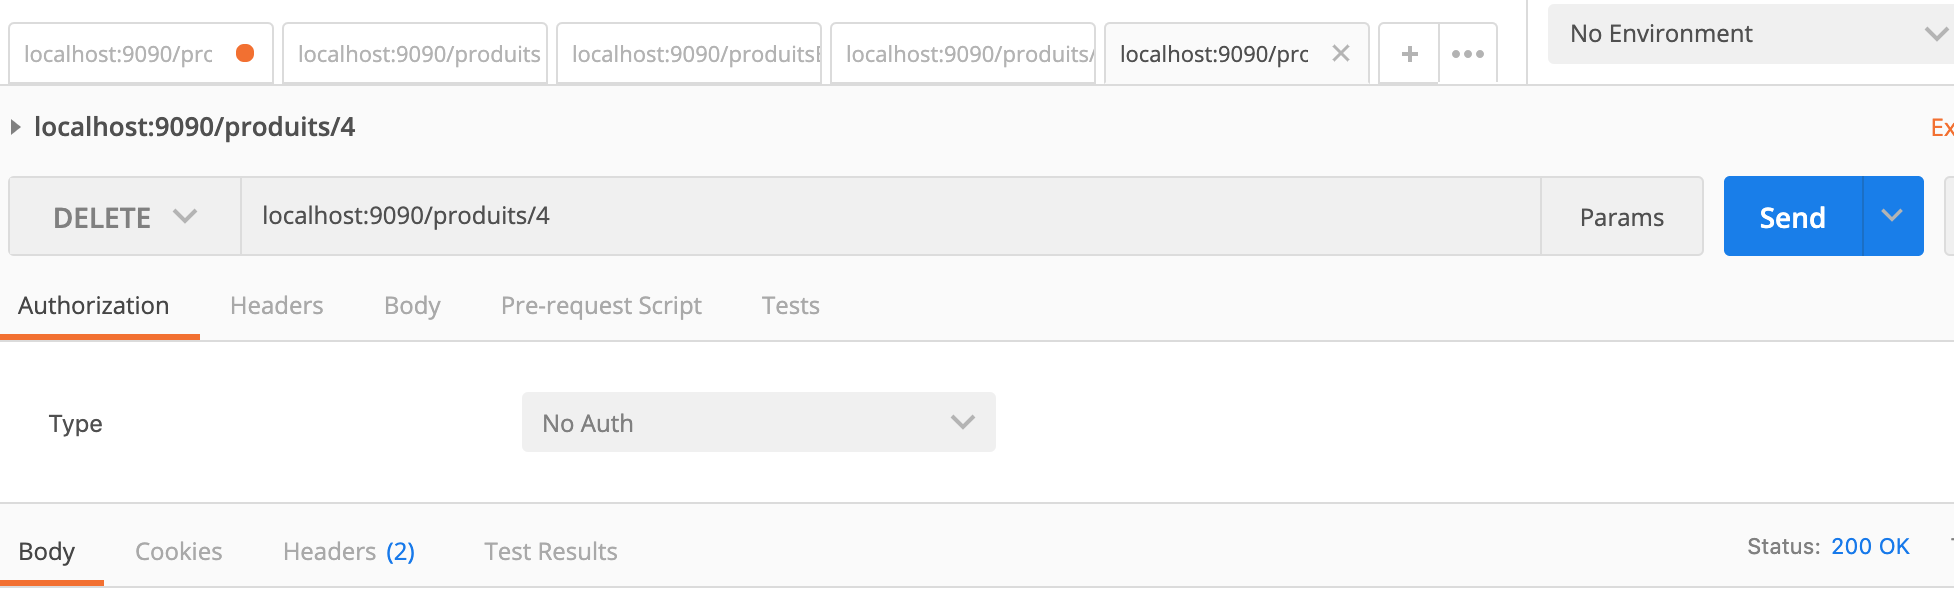 localhost:9090/prc localhost:9090/produits localhost:9090/produits localhost:9090/produits/ localhost:9090/prc No Environment
localhost:9090/produits/4 Ex
DELETE localhost:9090/produits/4 Params Send
Authorization Headers Body Pre-request Script Tests
Type No Auth
Body Cookies Headers (2) Test Results Status: 200 OK